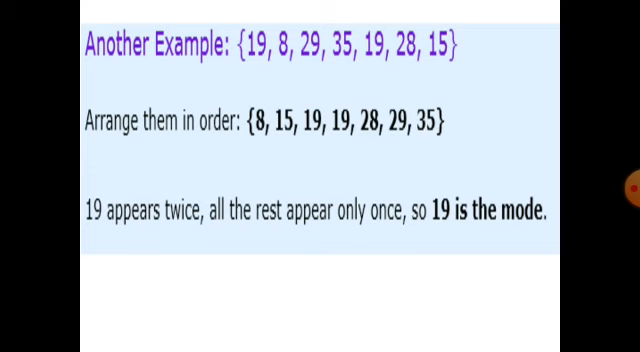 Another Example: {19, 8, 29, 35, 19, 28, 15}
Arrange them in order: {8, 15, 19, 19, 28, 29, 35}
19 appears twice, all the rest appear only once, so 19 is the mode.